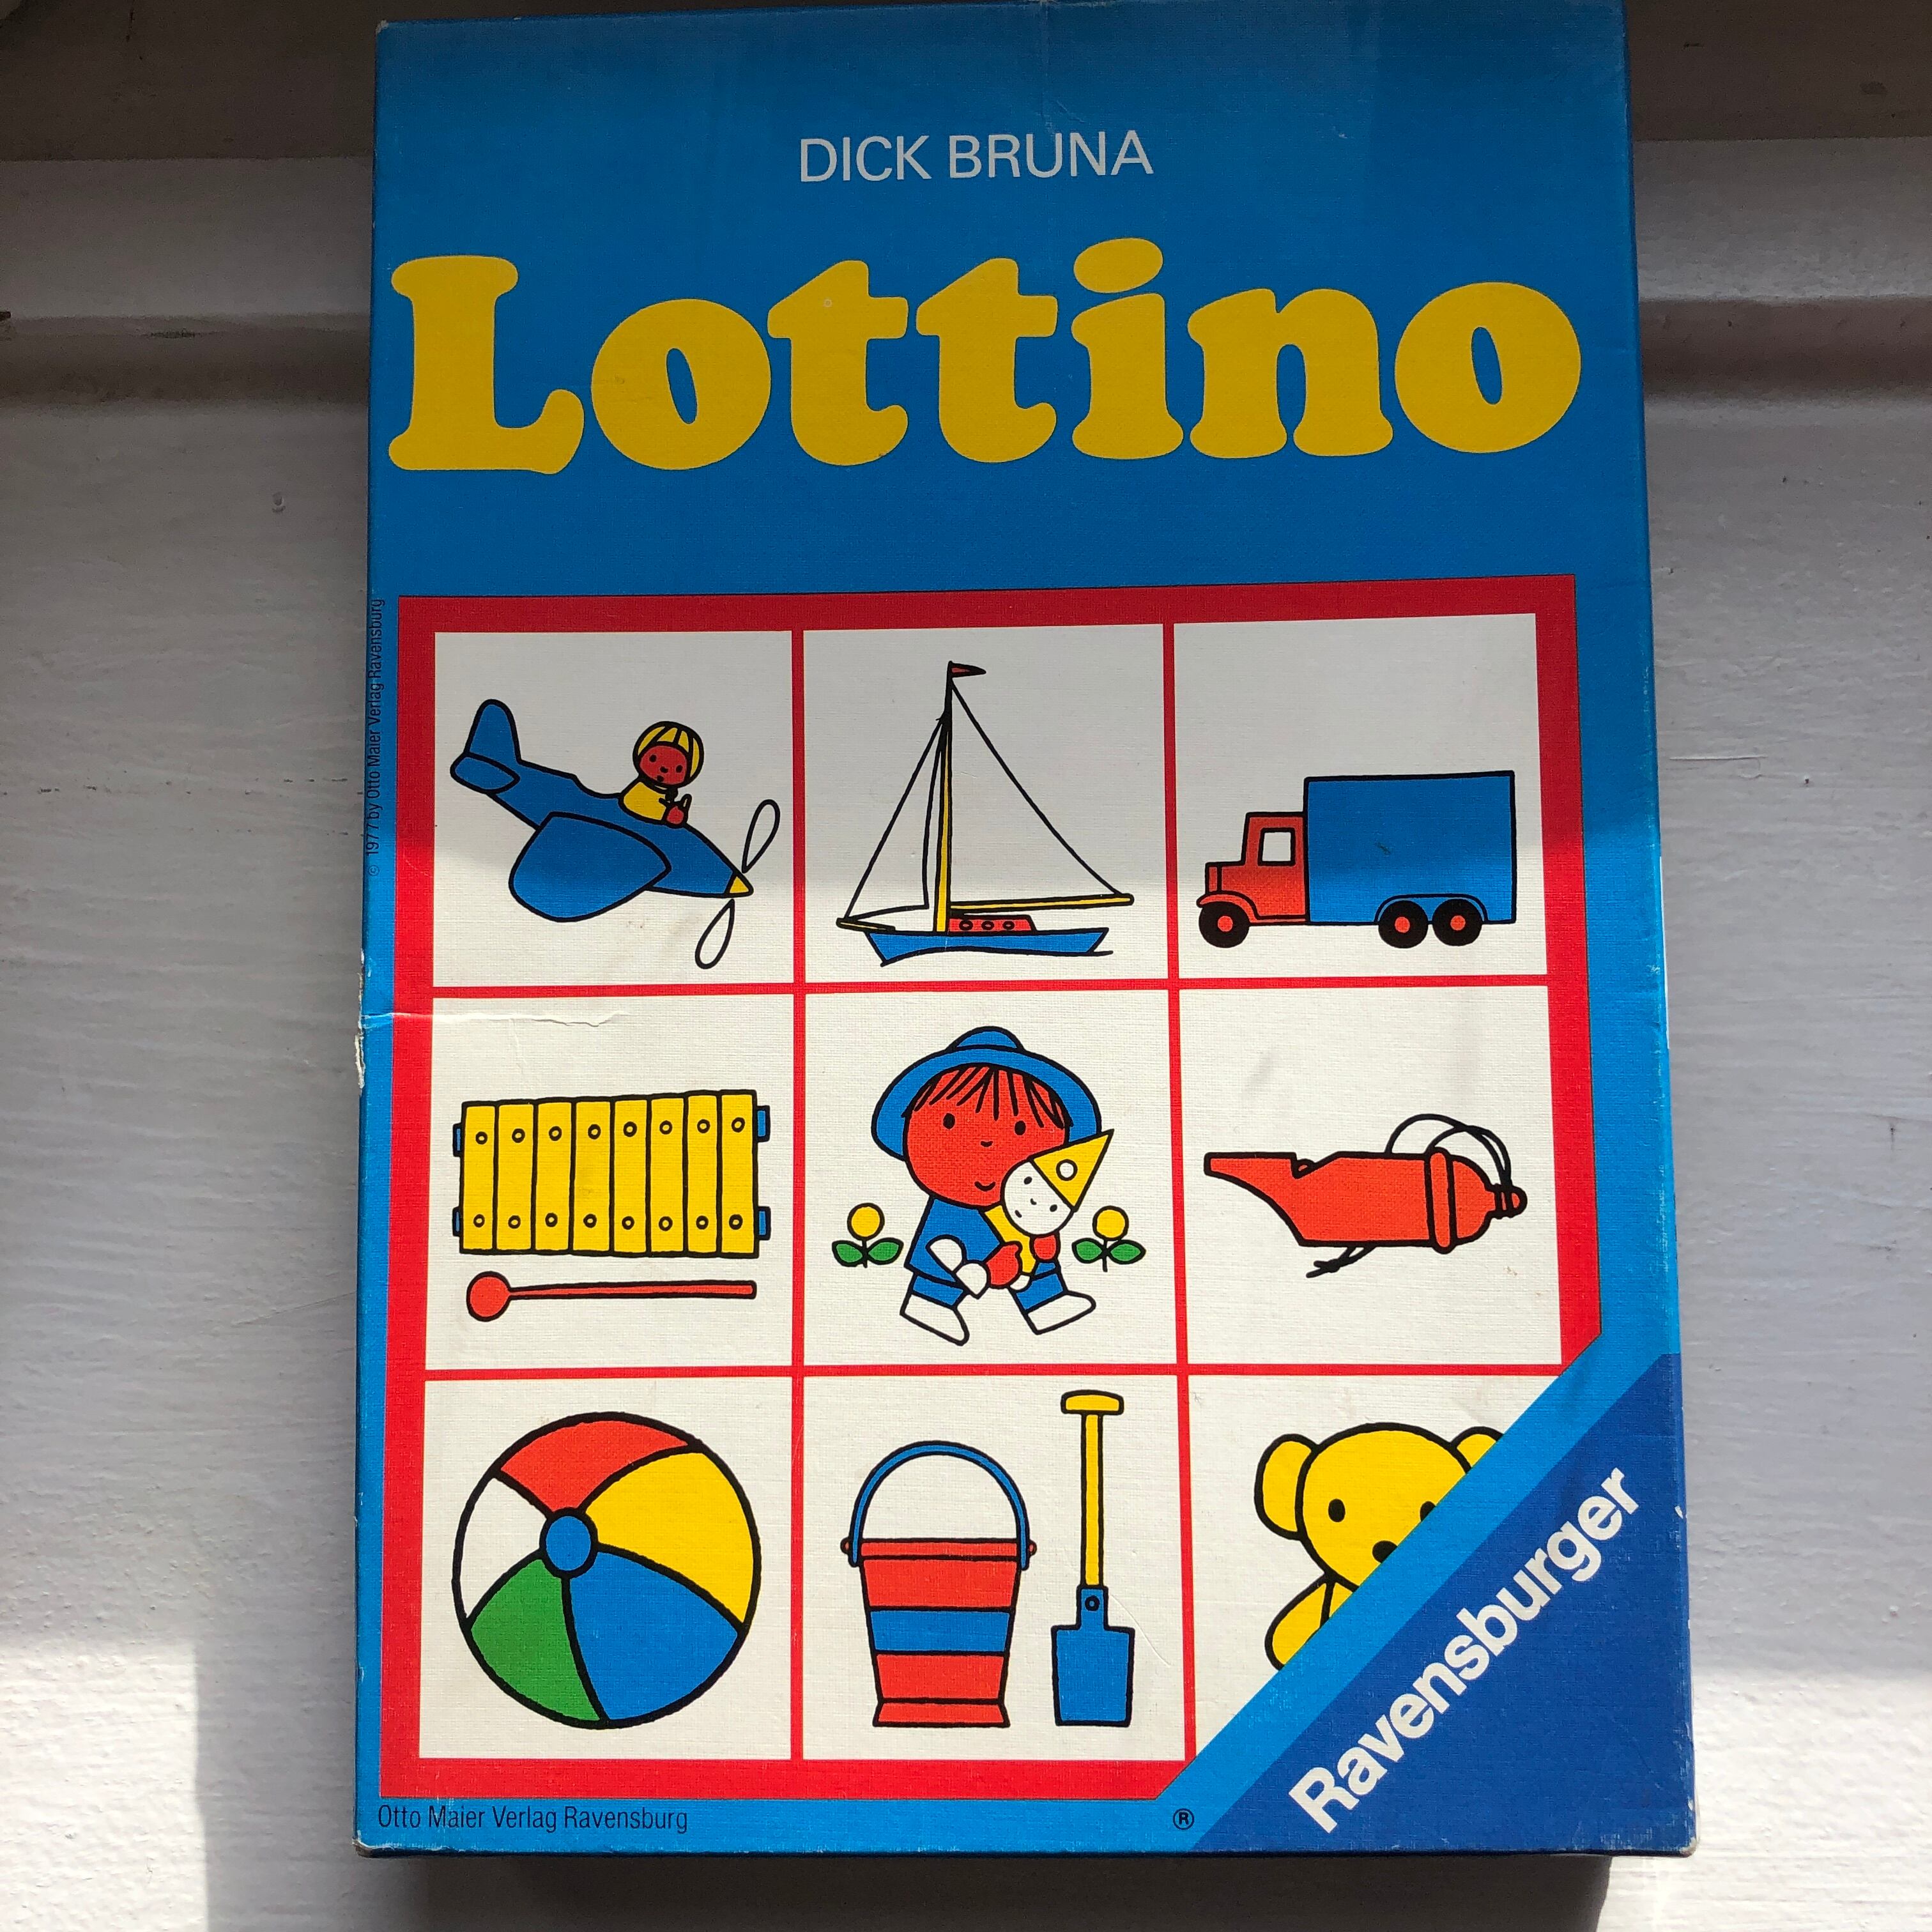 DICK BRUNA
Lottino
© 1977 by Otto Maier Verlag Ravensburg
Ravensburger
Otto Maier Verlag Ravensburg
®